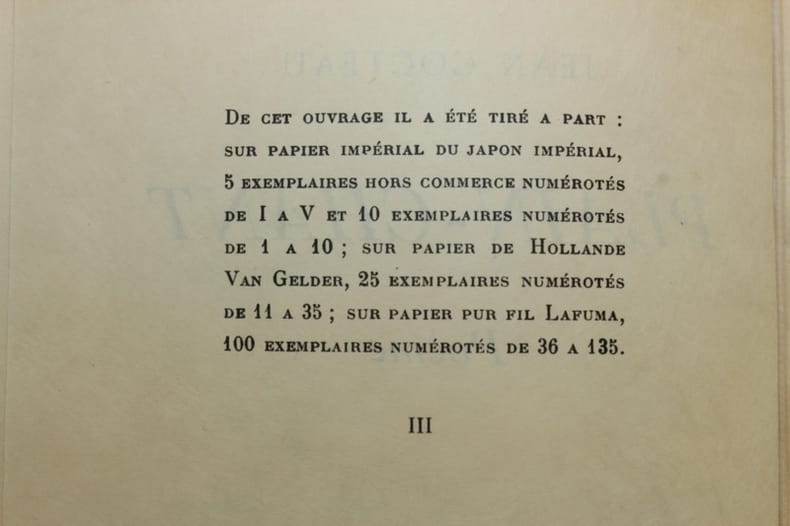 DE CET OUVRAGE IL A ÉTÉ TIRÉ A PART :
SUR PAPIER IMPÉRIAL DU JAPON IMPÉRIAL,
5 EXEMPLAIRES HORS COMMERCE NUMÉROTÉS
DE I A V ET 10 EXEMPLAIRES NUMÉROTÉS
DE 1 A 10 ; SUR PAPIER DE HOLLANDE
VAN GELDER, 25 EXEMPLAIRES NUMÉROTÉS
DE 11 A 35 ; SUR PAPIER PUR FIL LAFUMA,
100 EXEMPLAIRES NUMÉROTÉS DE 36 A 135.
III